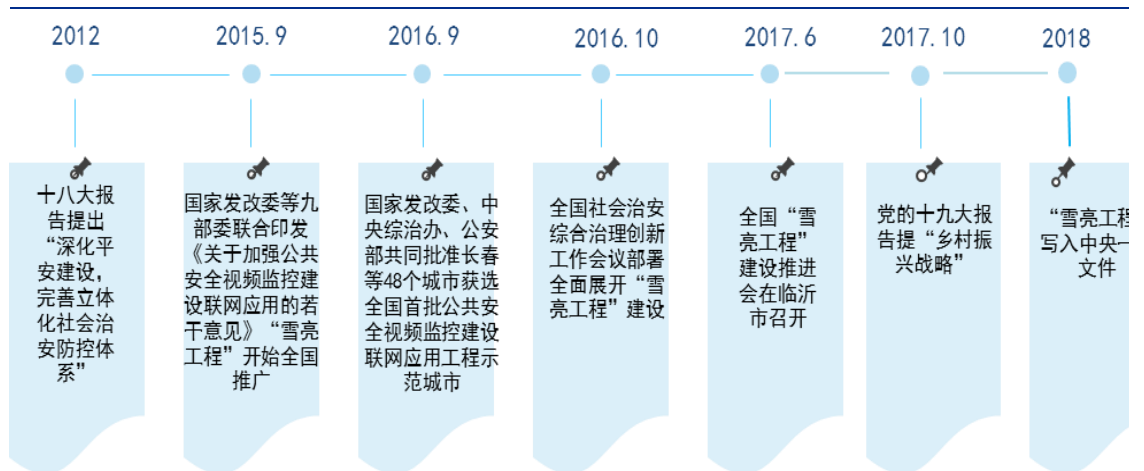 2012
2015.9
2016.9
2016.10
2017.6
2017.10
2018
十八大报
告提出
“深化平
安建设，
完善立体
化社会治
安防控体
系”
国家发改委等九
部委联合印发
《关于加强公共
安全视频监控建
设联网应用的若
干意见》“雪亮
工程”开始全国
推广
国家发改委、中
央综治办、公安
部共同批准长春
等48个城市获选
全国首批公共安
全视频监控建设
联网应用工程示
范城市
全国社会治安
综合治理创新
工作会议部署
全面展开“雪
亮工程”建设
全国“雪
亮工程”
建设推进
会在临沂
市召开
党的十九大报
告提“乡村振
兴战略”
“雪亮工程
写入中央一
文件